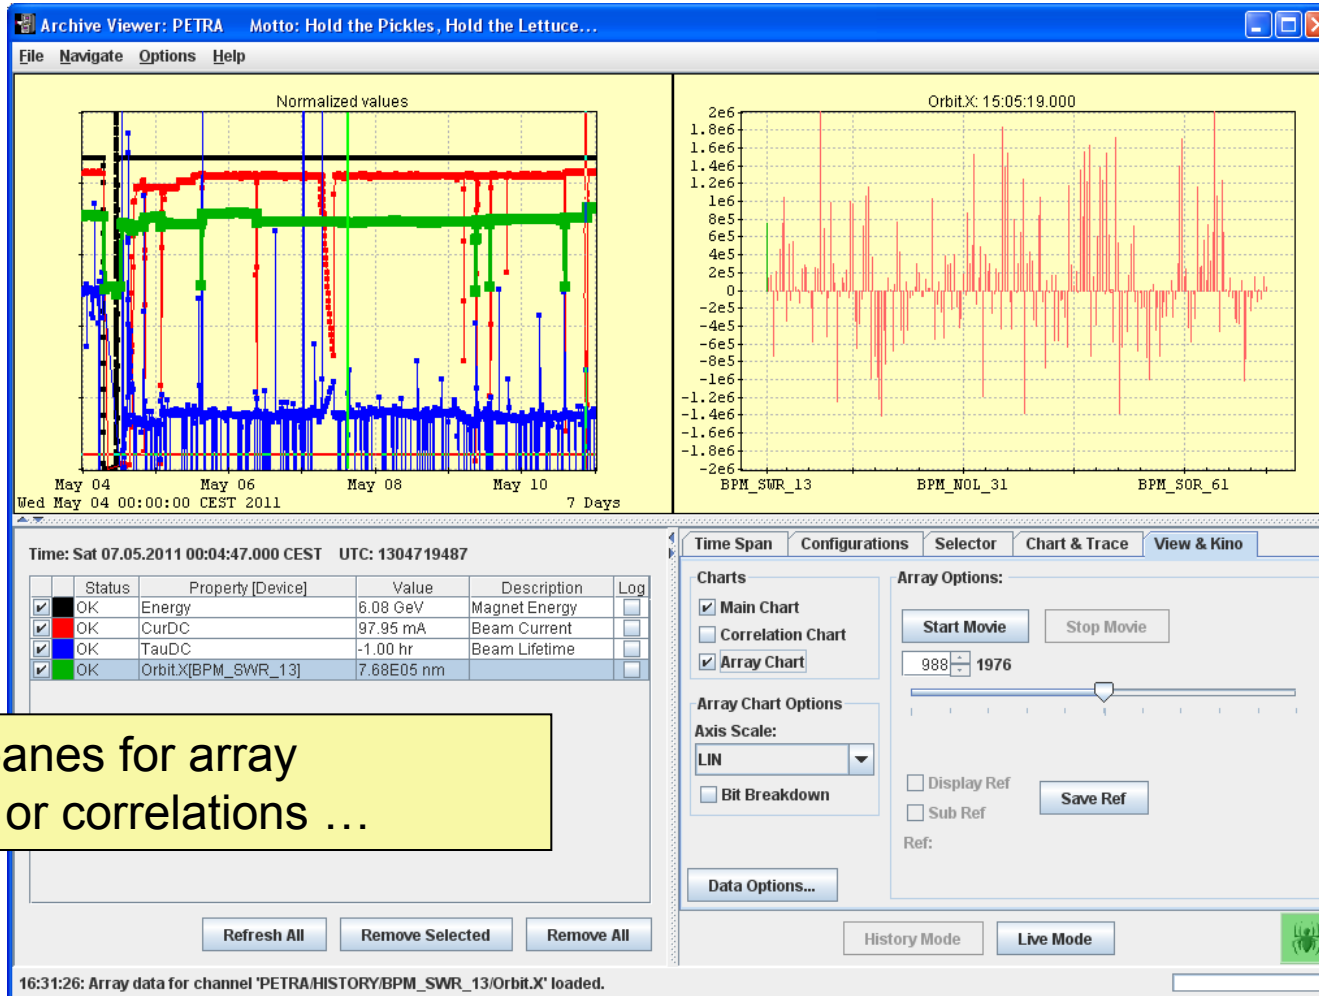 Archive Viewer: PETRA Motto: Hold the Pickles, Hold the Lettuce...
File Navigate Options Help
Normalized values
May 04 May 06 May 08 May 10
Wed May 04 00:00:00 CEST 2011 7 Days
Orbit.X: 15:05:19.000
2e6
1.8e6
1.6e6
1.4e6
1.2e6
1e6
8e5
6e5
4e5
2e5
0
-2e5
-4e5
-6e5
-8e5
-1e6
-1.2e6
-1.4e6
-1.6e6
-1.8e6
-2e6
BPM_SWR_13 BPM_NOL_31 BPM_SOR_61
Time: Sat 07.05.2011 00:04:47.000 CEST UTC: 1304719487
Status Property [Device] Value Description Log
OK Energy 6.08 GeV Magnet Energy
OK CurDC 97.95 mA Beam Current
OK TauDC -1.00 hr Beam Lifetime
OK Orbit.X[BPM_SWR_13] 7.68E05 nm
anes for array
or correlations …
Refresh All Remove Selected Remove All
Time Span Configurations Selector Chart & Trace View & Kino
Charts
Main Chart
Correlation Chart
Array Chart
Array Chart Options
Axis Scale:
LIN
Bit Breakdown
Data Options...
Array Options:
Start Movie Stop Movie
988 1976
Display Ref
Sub Ref
Save Ref
Ref:
History Mode Live Mode
16:31:26: Array data for channel 'PETRA/HISTORY/BPM_SWR_13/Orbit.X' loaded.